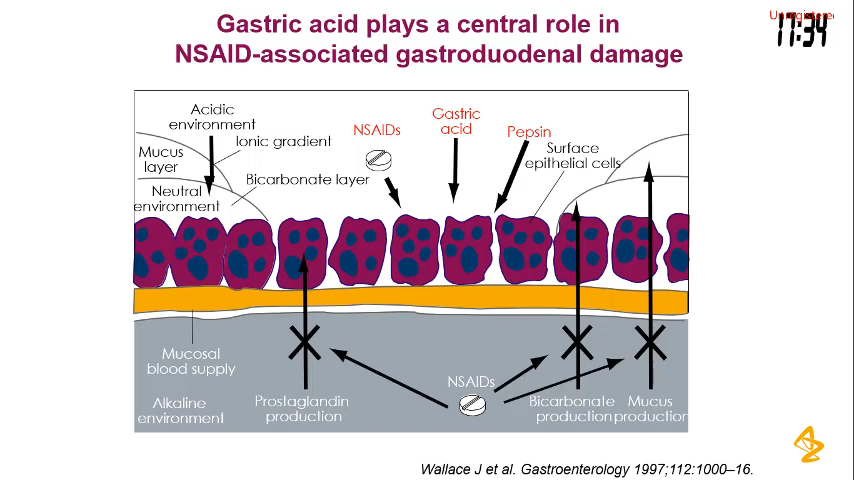 Gastric acid plays a central role in
NSAID-associated gastroduodenal damage
11:34
Acidic
environment
Ionic gradient
Mucus
layer
Bicarbonate layer
Neutral
environment
NSAIDs
Gastric
acid
Pepsin
Surface
epithelial cells
Mucosal
blood supply
Alkaline
environment
Prostaglandin
production
NSAIDs
Bicarbonate
production
Mucus
production
Wallace J et al. Gastroenterology 1997;112:1000–16.